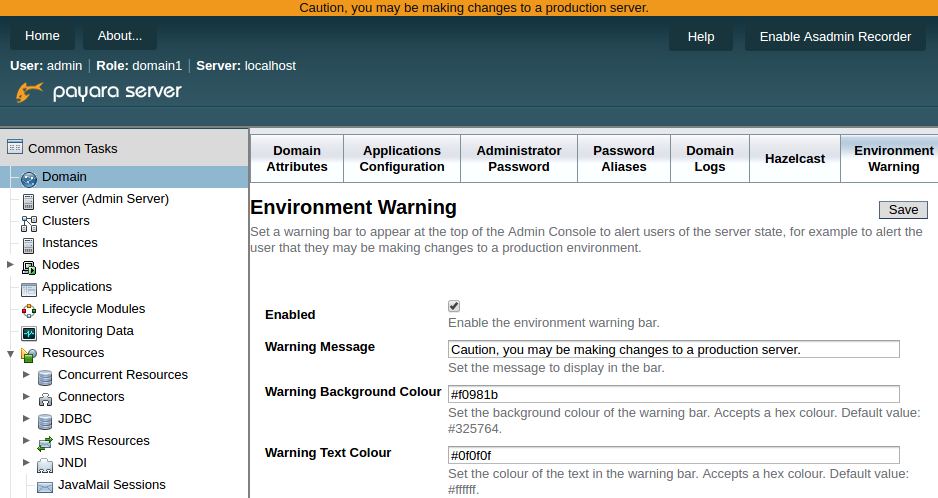 Caution, you may be making changes to a production server.
Home
About...
Help
Enable Asadmin Recorder
User: admin | Role: domain1 | Server: localhost
payara server
Common Tasks
Domain
server (Admin Server)
Clusters
Instances
Nodes
Applications
Lifecycle Modules
Monitoring Data
Resources
Concurrent Resources
Connectors
JDBC
JMS Resources
JNDI
JavaMail Sessions
Domain
Attributes
Applications
Configuration
Administrator
Password
Password
Aliases
Domain
Logs
Hazelcast
Environment
Warning
Environment Warning
Save
Set a warning bar to appear at the top of the Admin Console to alert users of the server state, for example to alert the
user that they may be making changes to a production environment.
Enabled
Enable the environment warning bar.
Warning Message
Caution, you may be making changes to a production server.
Set the message to display in the bar.
Warning Background Colour
#f0981b
Set the background colour of the warning bar. Accepts a hex colour. Default value:
#325764.
Warning Text Colour
#0f0f0f
Set the colour of the text in the warning bar. Accepts a hex colour. Default value:
#ffffff.